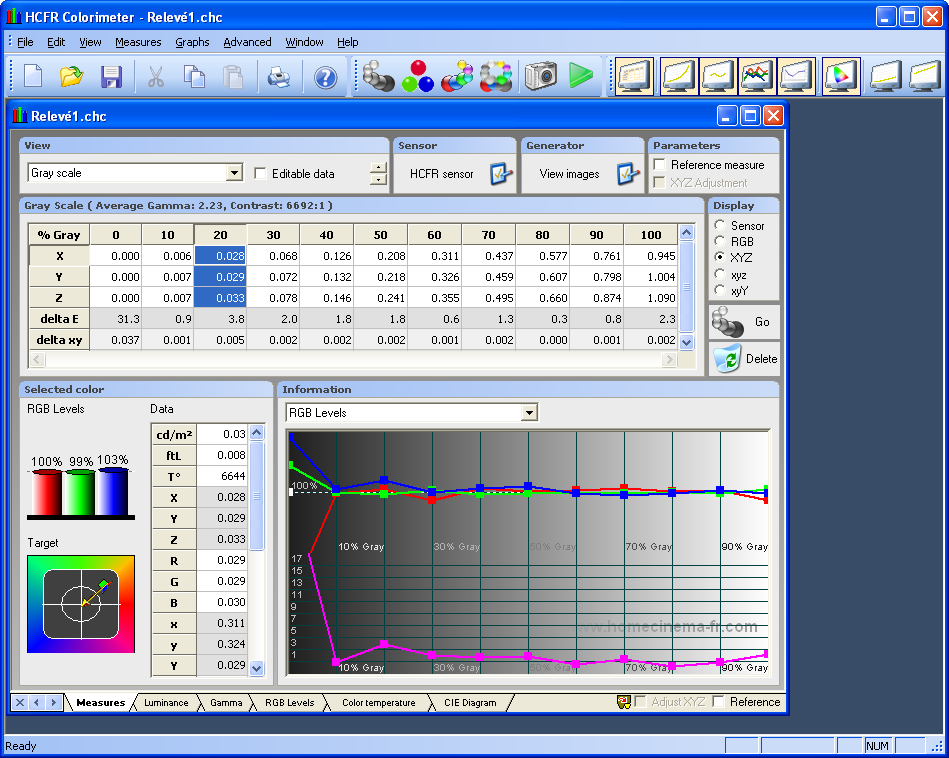 HCFR Colorimeter - Relevé1.chc
File Edit View Measures Graphs Advanced Window Help
Relevé1.chc
View Sensor Generator Parameters
Gray scale Editable data HCFR sensor View images Reference measure
XYZ Adjustment
Gray Scale ( Average Gamma: 2.23, Contrast: 6692:1 ) Display
% Gray 0 10 20 30 40 50 60 70 80 90 100
X 0.000 0.006 0.028 0.068 0.126 0.208 0.311 0.437 0.577 0.761 0.945
Y 0.000 0.007 0.029 0.072 0.132 0.218 0.326 0.459 0.607 0.798 1.004
Z 0.000 0.007 0.033 0.078 0.146 0.241 0.355 0.495 0.660 0.874 1.090
delta E 31.3 0.9 3.8 2.0 1.8 1.8 0.6 1.3 0.3 0.8 2.3
delta xy 0.037 0.001 0.005 0.002 0.002 0.002 0.001 0.002 0.000 0.001 0.002
Sensor
RGB
XYZ
xyz
xyY
Go
Delete
Selected color
RGB Levels Data
100% 99% 103%
Target
cd/m² 0.03
ftL 0.008
T° 6644
X 0.028
Y 0.029
Z 0.033
R 0.029
G 0.029
B 0.030
x 0.311
y 0.324
Y 0.029
Information
RGB Levels
100%
10% Gray 30% Gray 50% Gray 70% Gray 90% Gray
17
15
13
11
9
7
5
3
1
www.homecinema-fr.com
10% Gray 30% Gray 50% Gray 70% Gray 90% Gray
Measures Luminance Gamma RGB Levels Color temperature CIE Diagram Adjust XYZ Reference
Ready NUM